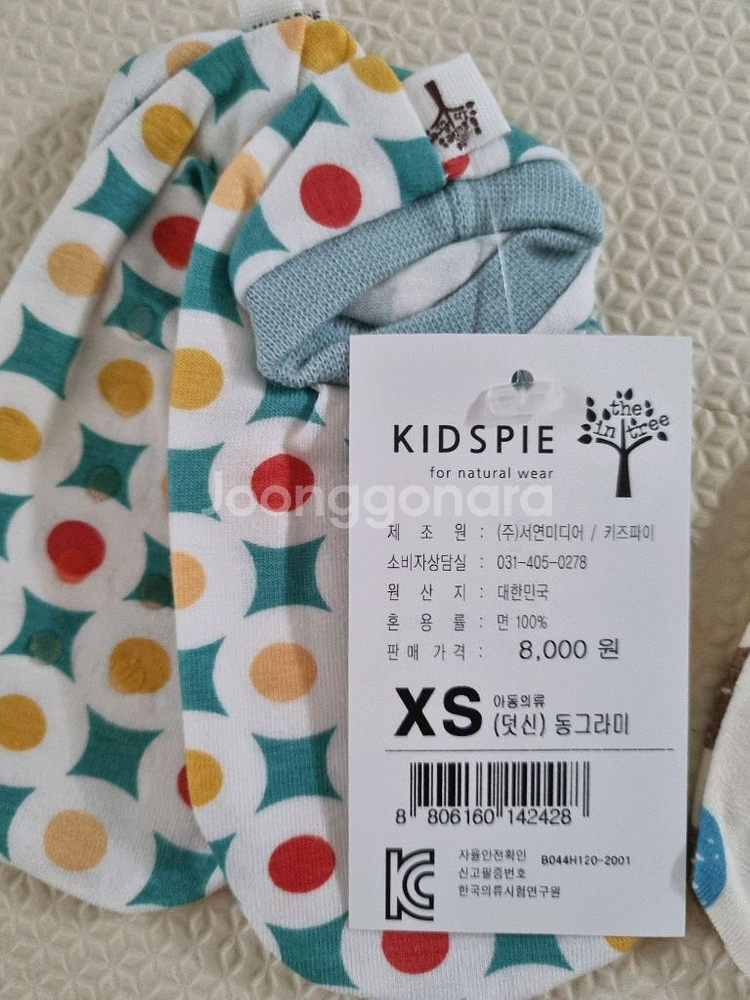 KIDSPIE
the
in tree
for natural wear
Joonggonara
제 조 원 : (주)서연미디어 / 키즈파이
소비자상담실 : 031-405-0278
원 산 지 : 대한민국
혼 용 률 : 면 100%
판 매 가 격 : 8,000 원
XS 아동의류
(덧신) 동그라미
8 806160 142428
자율안전확인 B044H120-2001
신고필증번호
한국의류시험연구원